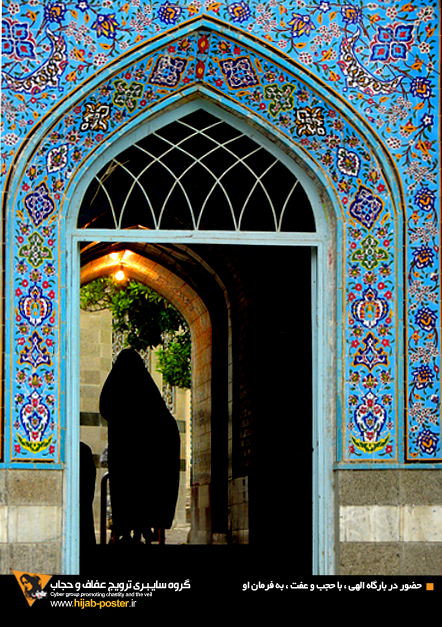 حضور در بارگاه الهی ، با حجب و عفت ، به فرمان او
گروه سایبری ترویج عفاف و حجاب
Cyber group promoting chastity and the veil
www.hijab-poster.ir